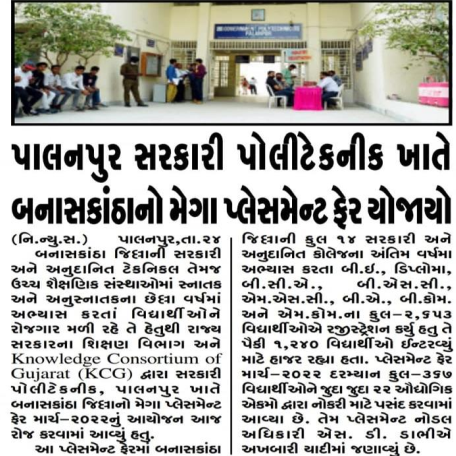 GOVERNMENT POLYTECHNIC
PALANPUR
પાલનપુર સરકારી પોલીટેકનીક ખાતે
બનાસકાંઠાનો મેગા પ્લેસમેન્ટ ફેર યોજાયો
(નિ.ન્યુ.સ.) પાલનપુર,તા.૨૪
બનાસકાંઠા જિલ્લાની સરકારી
અને અનુદાનિત ટેકનિકલ તેમજ
ઉચ્ચ શૈક્ષણિક સંસ્થાઓમાં સ્નાતક
અને અનુસ્નાતકના છેલ્લા વર્ષમાં
અભ્યાસ કરતાં વિદ્યાર્થીઓને
રોજગાર મળી રહે તે હેતુથી રાજ્ય
સરકારના શિક્ષણ વિભાગ અને
Knowledge Consortium of
Gujarat (KCG) દ્વારા સરકારી
પોલીટેકનીક, પાલનપુર ખાતે
બનાસકાંઠા જિલ્લાનો મેગા પ્લેસમેન્ટ
ફેર માર્ચ-૨૦૨૨નું આયોજન આજ
રોજ કરવામાં આવ્યું હતુ.
આ પ્લેસમેન્ટ ફેરમાં બનાસકાંઠા
જિલ્લાની કુલ ૧૪ સરકારી અને
અનુદાનિત કોલેજના અંતિમ વર્ષમા
અભ્યાસ કરતા બી.ઇ., ડિપ્લોમા,
બી.સી.એ., બી.એસ.સી.,
એમ.એસ.સી., બી.એ., બી.કોમ.
અને એમ.કોમ.ના કુલ-૨,૬૫૩
વિદ્યાર્થીઓએ રજીસ્ટ્રેશન કર્યુ હતુ તે
પૈકી ૧,૨૪૦ વિદ્યાર્થીઓ ઈન્ટરવ્યું
માટે હાજર રહ્યા હતા. પ્લેસમેન્ટ ફેર
માર્ચ-૨૦૨૨ દરમ્યાન કુલ-૩૬૭
વિદ્યાર્થીઓને જુદા જુદા ૨૨ ઔધોગિક
એકમો દ્વારા નોકરી માટે પસંદ કરવામાં
આવ્યા છે. તેમ પ્લેસમેન્ટ નોડલ
અધિકારી એસ. ડી. ડાભીએ
અખબારી યાદીમાં જણાવ્યું છે.